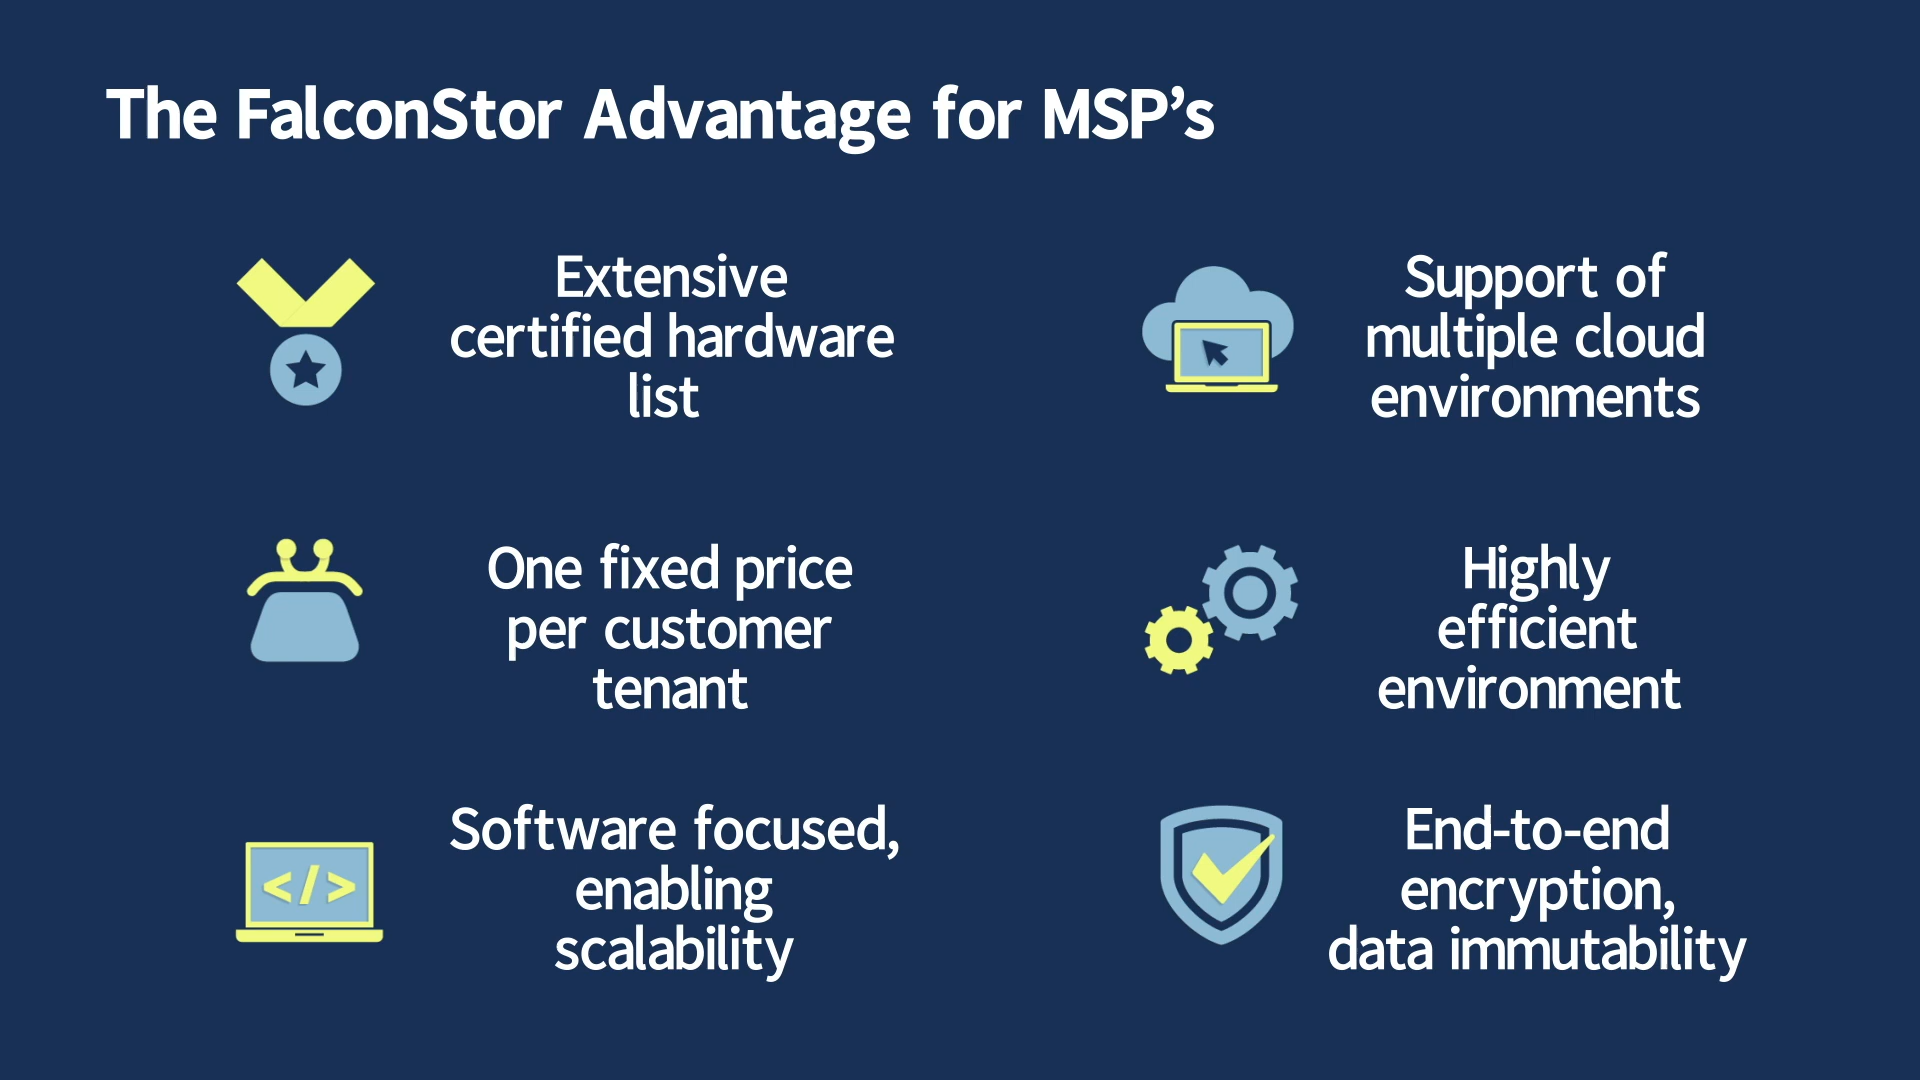 The FalconStor Advantage for MSP’s
Extensive
certified hardware
list
Support of
multiple cloud
environments
One fixed price
per customer
tenant
Highly
efficient
environment
Software focused,
enabling
scalability
</>
End-to-end
encryption,
data immutability